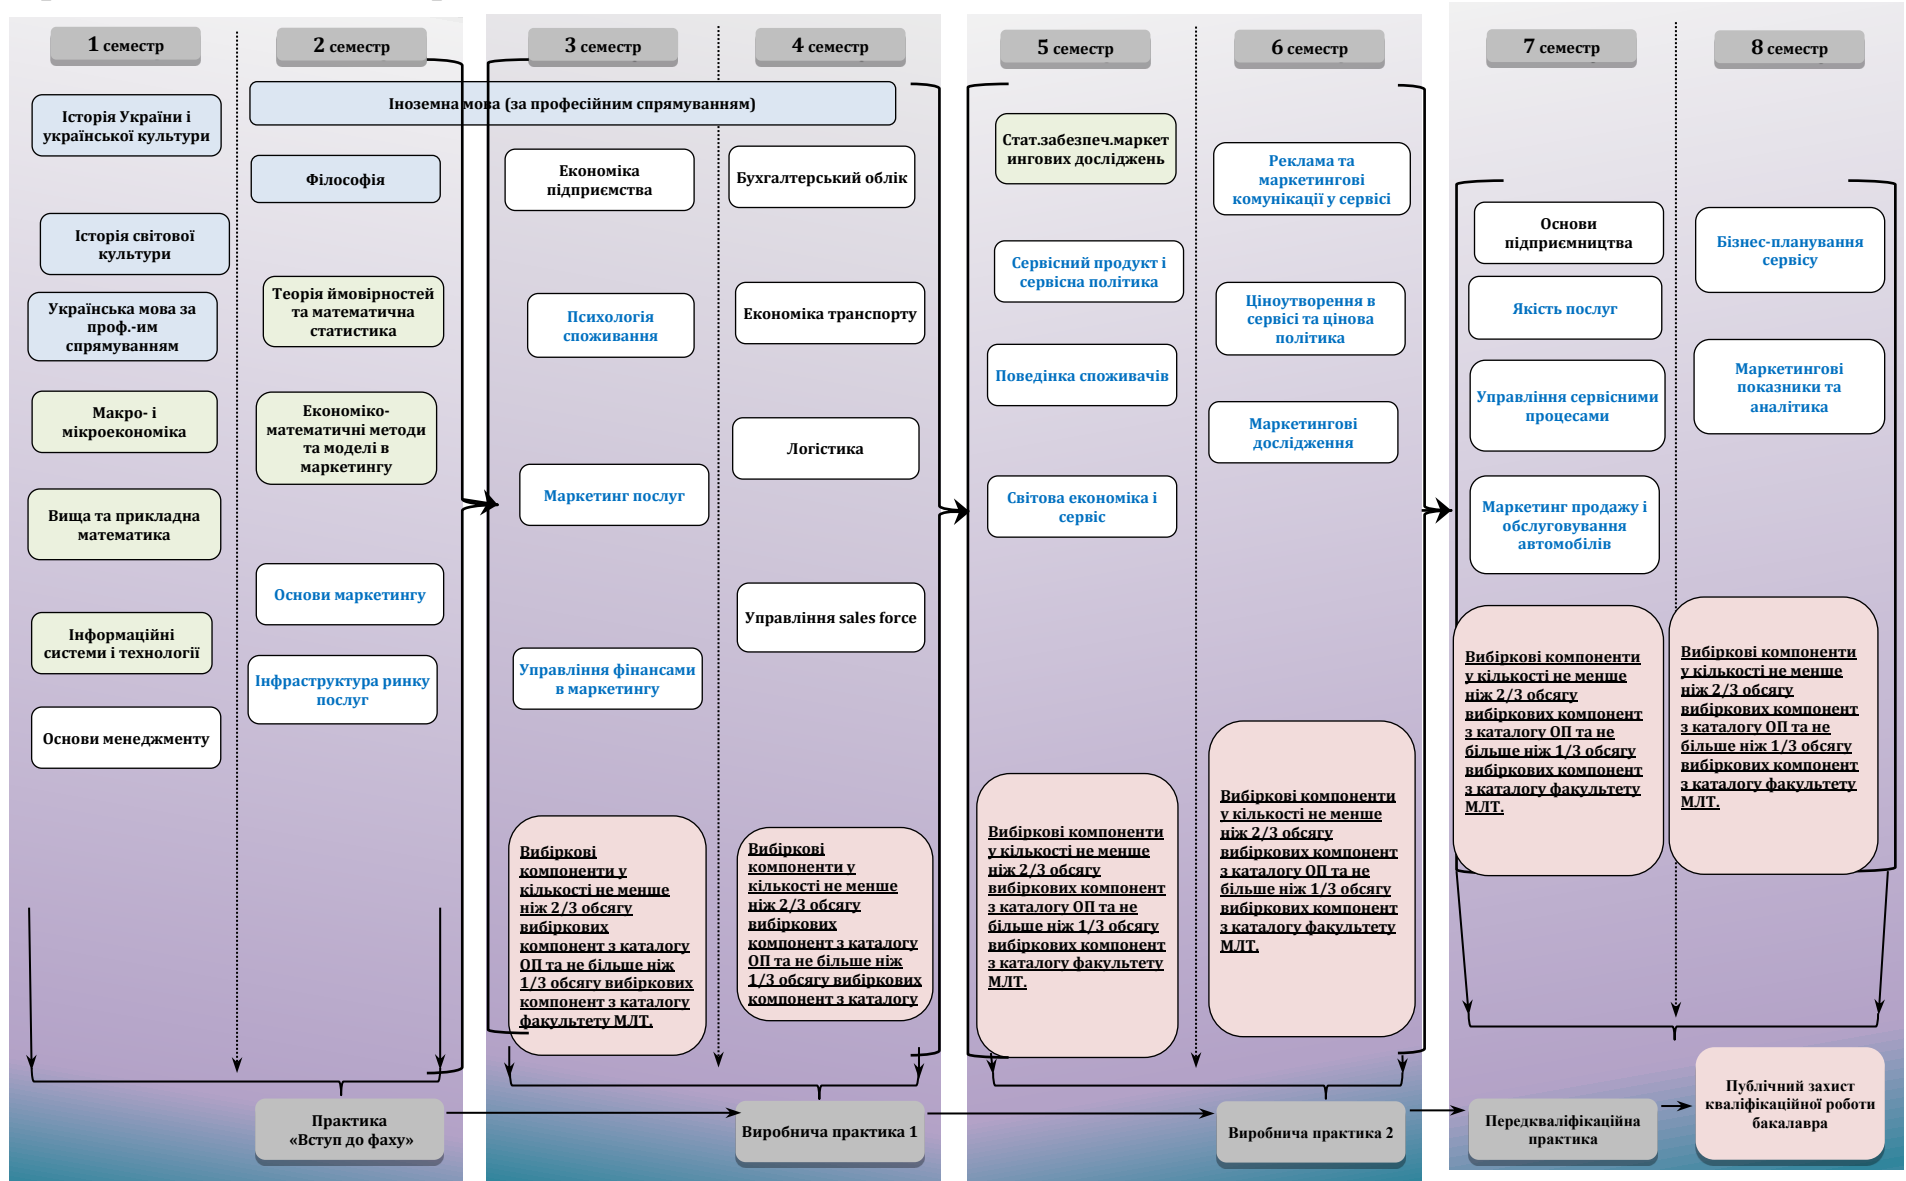 1 семестр
Історія України і
української культури
Історія світової
культури
Українська мова за
проф.-им
спрямуванням
Макро- і
мікроекономіка
Вища та прикладна
математика
Інформаційні
системи і технології
Основи менеджменту
2 семестр
Іноземна мова (за професійним спрямуванням)
Філософія
Теорія ймовірностей
та математична
статистика
Економіко-
математичні методи
та моделі в
маркетингу
Основи маркетингу
Інфраструктура ринку
послуг
Практика
«Вступ до фаху»
3 семестр
Економіка
підприємства
Психологія
споживання
Маркетинг послуг
Управління фінансами
в маркетингу
Вибіркові
компоненти у
кількості не менше
ніж 2/3 обсягу
вибіркових
компонент з каталогу
ОП та не більше ніж
1/3 обсягу вибіркових
компонент з каталогу
факультету МЛТ.
4 семестр
Бухгалтерський облік
Економіка транспорту
Логістика
Управління sales force
Вибіркові
компоненти у
кількості не менше
ніж 2/3 обсягу
вибіркових
компонент з каталогу
ОП та не більше ніж
1/3 обсягу вибіркових
компонент з каталогу
Виробнича практика 1
5 семестр
Стат.забезпеч.маркет
ингових досліджень
Сервісний продукт і
сервісна політика
Поведінка споживачів
Світова економіка і
сервіс
Вибіркові компоненти
у кількості не менше
ніж 2/3 обсягу
вибіркових компонент
з каталогу ОП та не
більше ніж 1/3 обсягу
вибіркових компонент
з каталогу факультету
МЛТ.
6 семестр
Реклама та
маркетингові
комунікації у сервісі
Ціноутворення в
сервісі та цінова
політика
Маркетингові
дослідження
Вибіркові компоненти
у кількості не менше
ніж 2/3 обсягу
вибіркових компонент
з каталогу ОП та не
більше ніж 1/3 обсягу
вибіркових компонент
з каталогу факультету
МЛТ.
Виробнича практика 2
7 семестр
Основи
підприємництва
Якість послуг
Управління сервісними
процесами
Маркетинг продажу і
обслуговування
автомобілів
Вибіркові компоненти
у кількості не менше
ніж 2/3 обсягу
вибіркових компонент
з каталогу ОП та не
більше ніж 1/3 обсягу
вибіркових компонент
з каталогу факультету
МЛТ.
Передкваліфікаційна
практика
8 семестр
Бізнес-планування
сервісу
Маркетингові
показники та
аналітика
Вибіркові компоненти
у кількості не менше
ніж 2/3 обсягу
вибіркових компонент
з каталогу ОП та не
більше ніж 1/3 обсягу
вибіркових компонент
з каталогу факультету
МЛТ.
Публічний захист
кваліфікаційної роботи
бакалавра